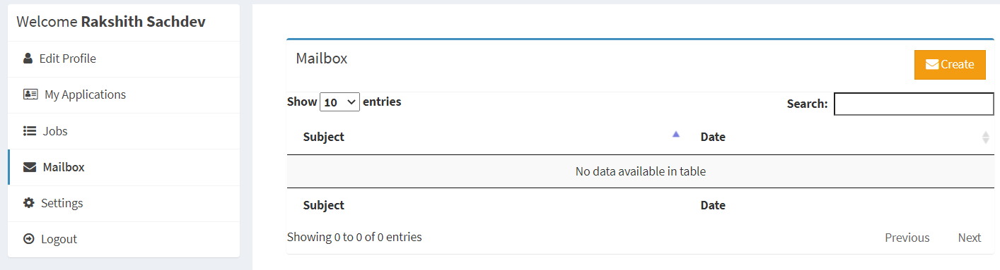 Welcome Rakshith Sachdev
Edit Profile
My Applications
Jobs
Mailbox
Settings
Logout
Mailbox
Create
Show 10 entries
Search:
Subject Date
No data available in table
Subject Date
Showing 0 to 0 of 0 entries
Previous Next